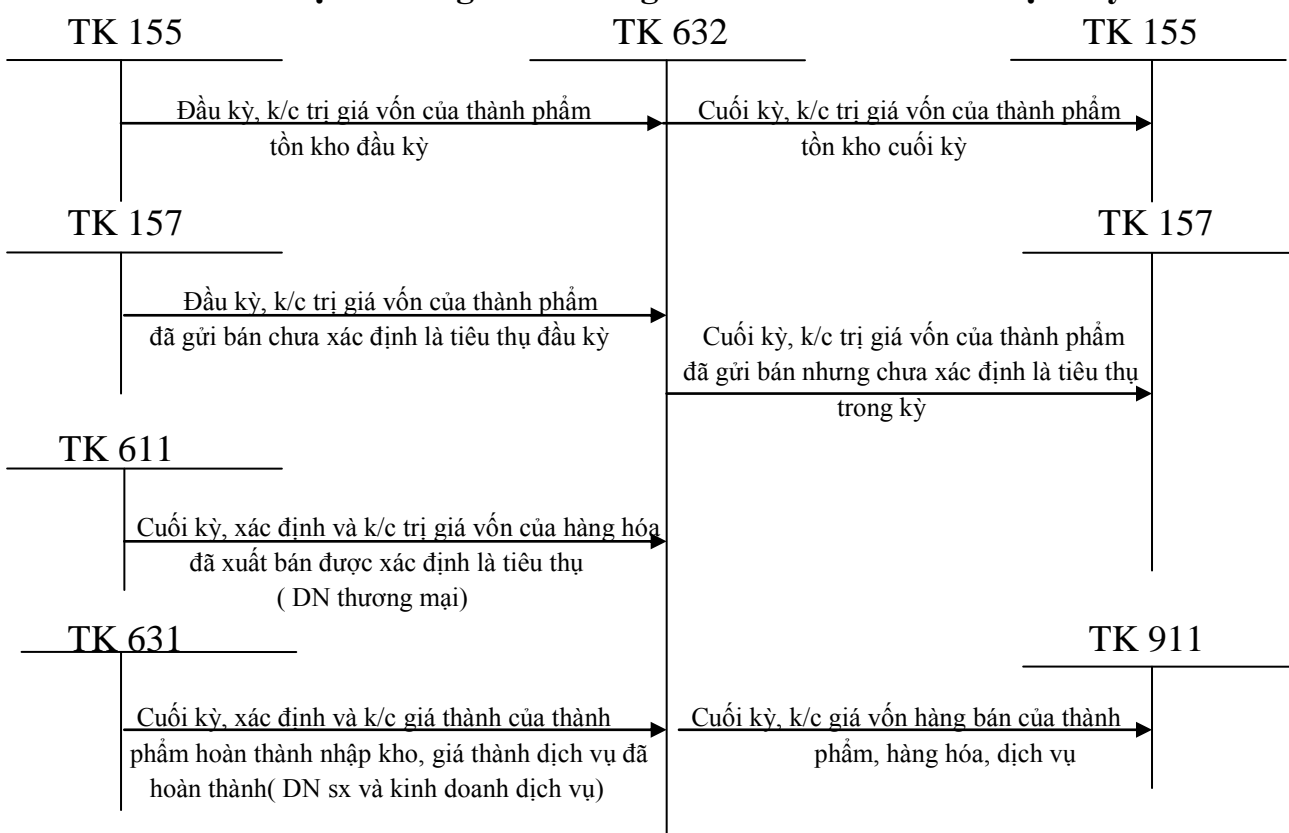 TK 155
TK 632
TK 155
Đầu kỳ, k/c trị giá vốn của thành phẩm
tồn kho đầu kỳ
Cuối kỳ, k/c trị giá vốn của thành phẩm
tồn kho cuối kỳ
TK 157
TK 157
Đầu kỳ, k/c trị giá vốn của thành phẩm
đã gửi bán chưa xác định là tiêu thụ đầu kỳ
Cuối kỳ, k/c trị giá vốn của thành phẩm
đã gửi bán nhưng chưa xác định là tiêu thụ
trong kỳ
TK 611
Cuối kỳ, xác định và k/c trị giá vốn của hàng hóa
đã xuất bán được xác định là tiêu thụ
( DN thương mại)
TK 631
TK 911
Cuối kỳ, xác định và k/c giá thành của thành
phẩm hoàn thành nhập kho, giá thành dịch vụ đã
hoàn thành( DN sx và kinh doanh dịch vụ)
Cuối kỳ, k/c giá vốn hàng bán của thành
phẩm, hàng hóa, dịch vụ